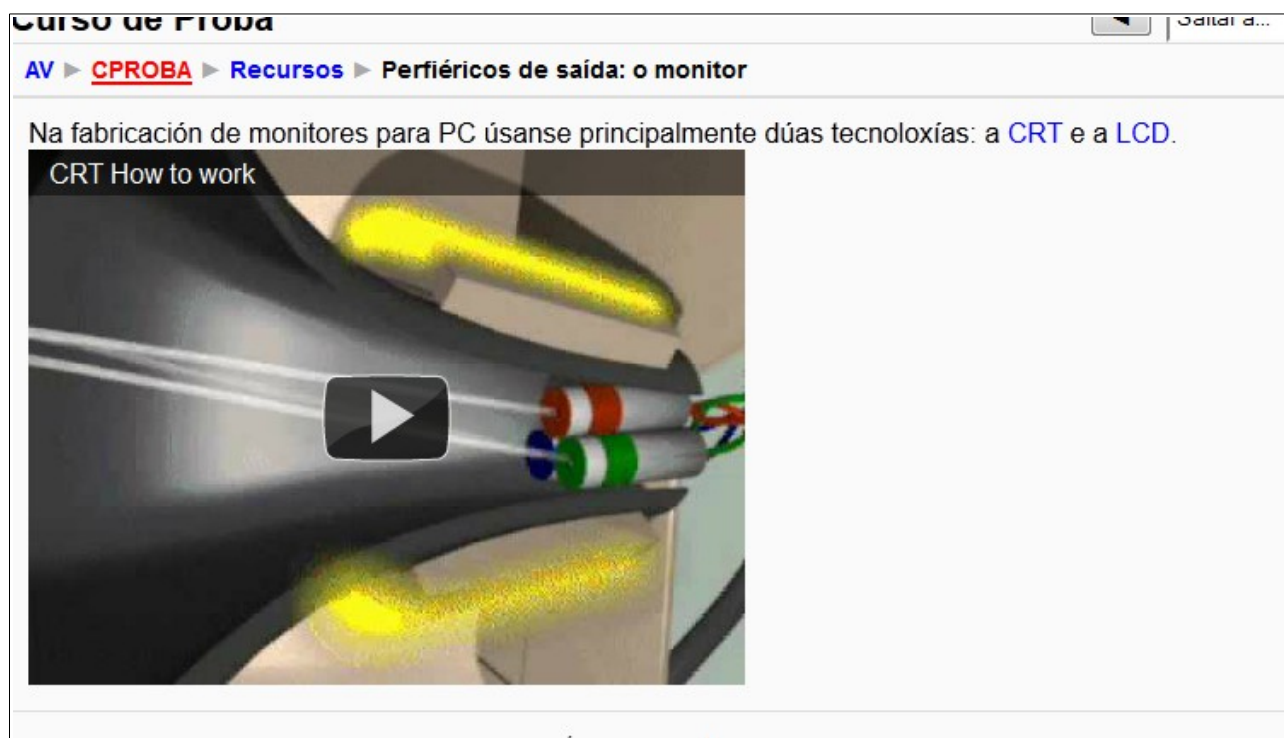 Curso de Proba
Saltar a...
AV ► CPROBA ► Recursos ► Perfiéricos de saída: o monitor
Na fabricación de monitores para PC úsanse principalmente dúas tecnoloxías: a CRT e a LCD.
CRT How to work